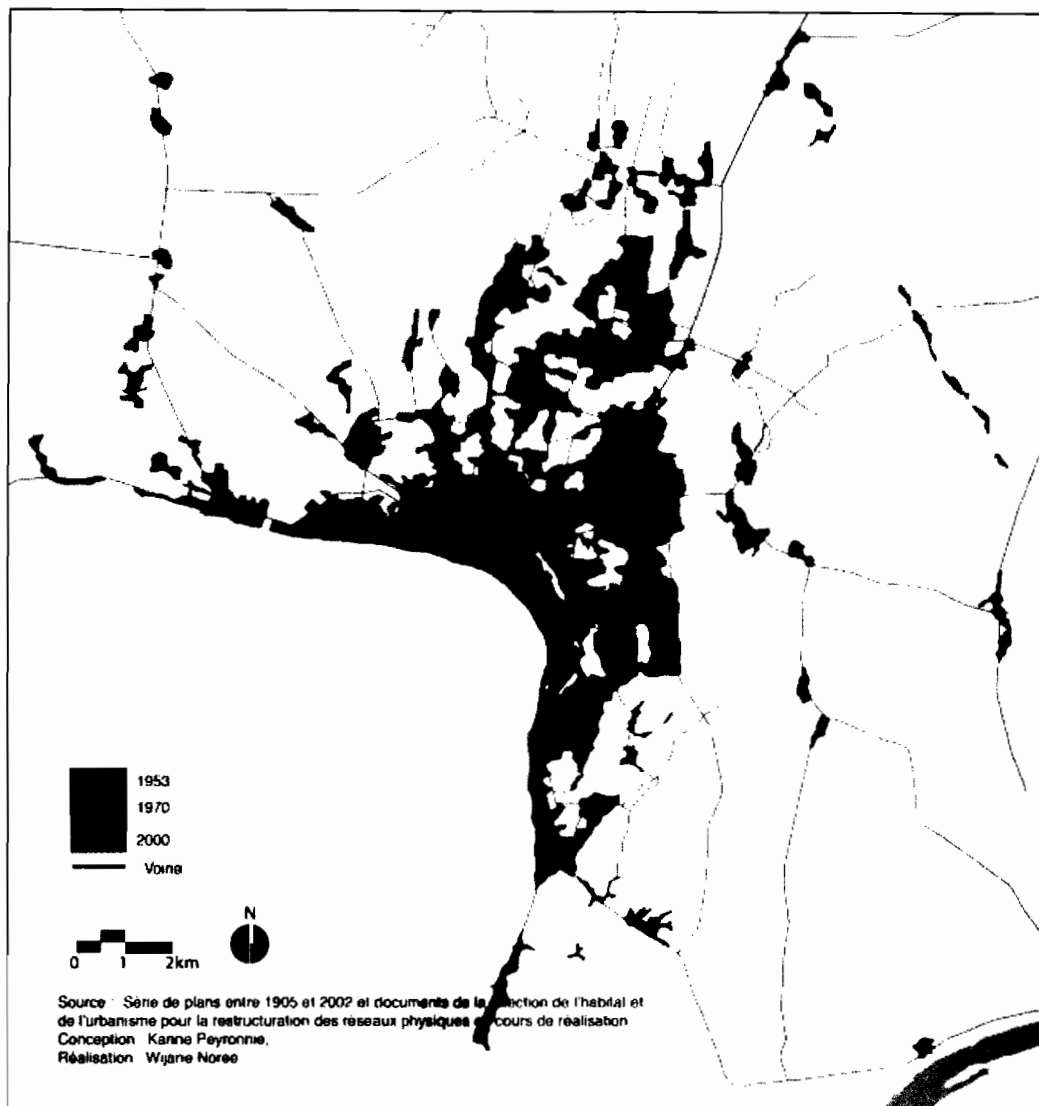 1953
1970
2000
Voirie
N
0 1 2km
Source : Série de plans entre 1905 et 2002 et documents de la section de l'habitat et
de l'urbanisme pour la restructuration des réseaux physiques cours de réalisation
Conception Karine Peyronnie,
Réalisation Wijane Noree